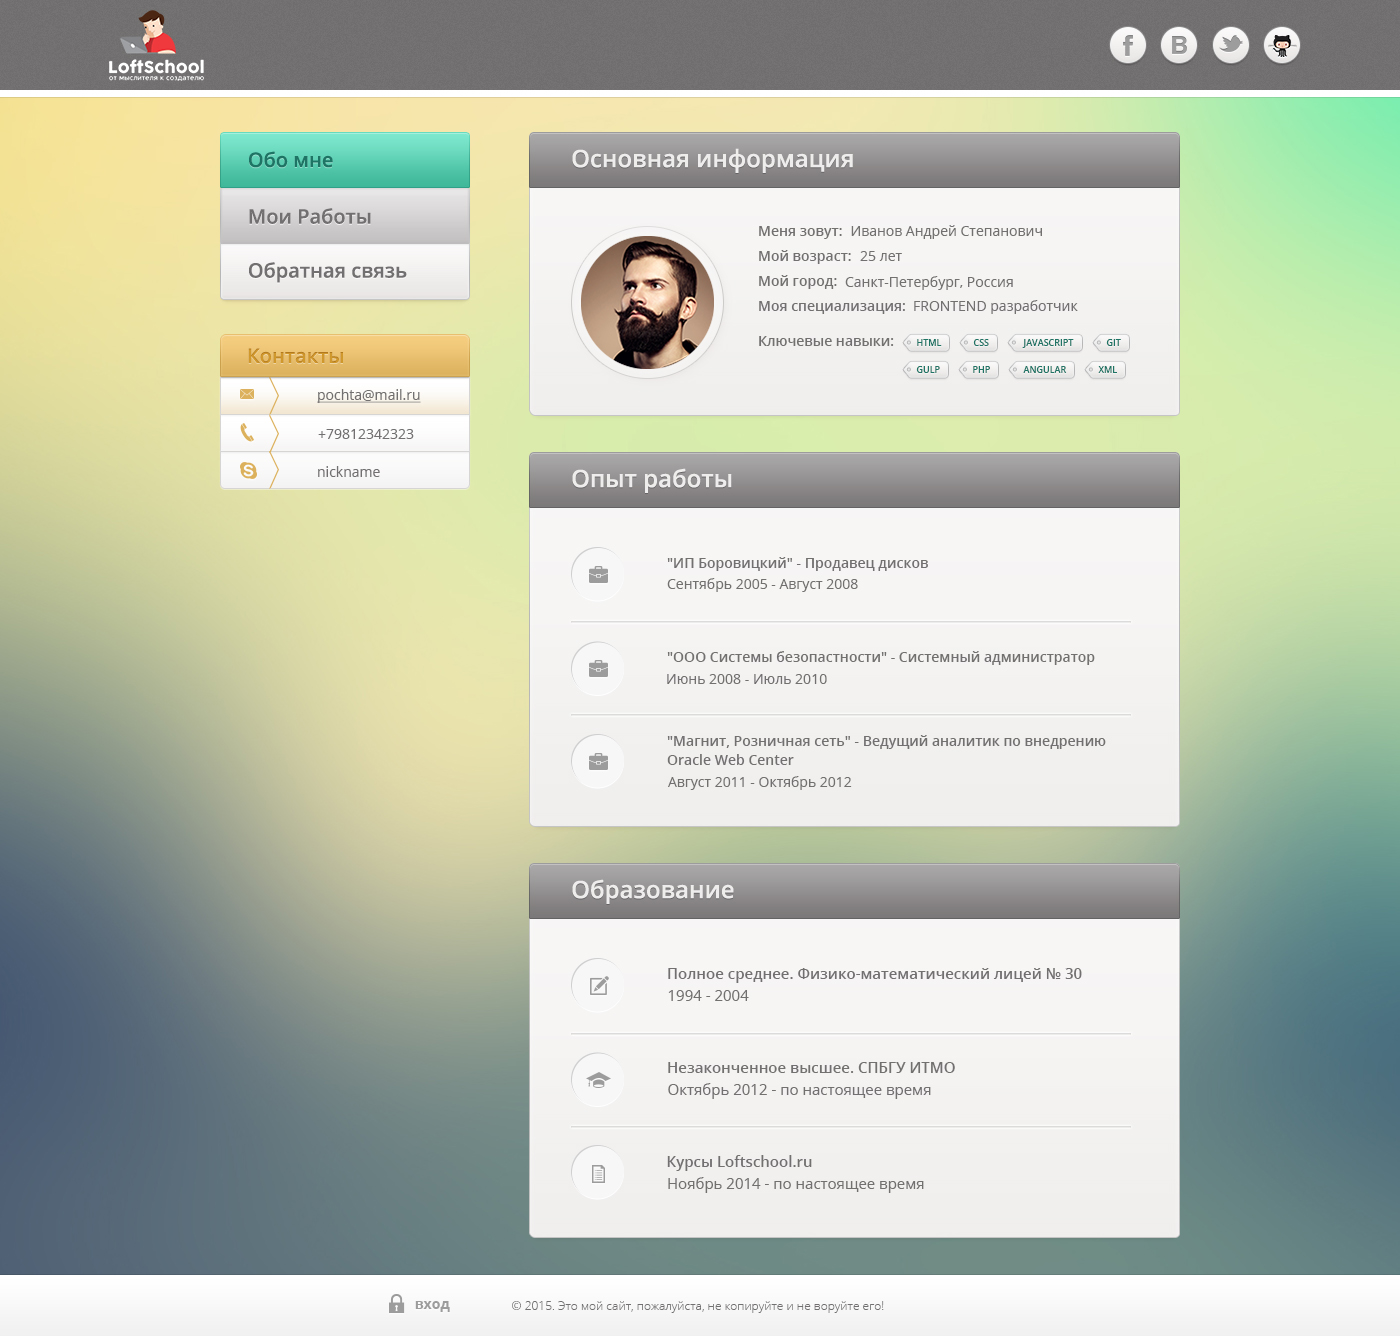 LoftSchool
от мыслителя к создателю
Обо мне
Мои Работы
Обратная связь
Контакты
pochta@mail.ru
+79812342323
nickname
Основная информация
Меня зовут: Иванов Андрей Степанович
Мой возраст: 25 лет
Мой город: Санкт-Петербург, Россия
Моя специализация: FRONTEND разработчик
Ключевые навыки: HTML CSS JAVASCRIPT GIT
GULP PHP ANGULAR XML
Опыт работы
"ИП Боровицкий" - Продавец дисков
Сентябрь 2005 - Август 2008
"ООО Системы безопастности" - Системный администратор
Июнь 2008 - Июль 2010
"Магнит, Розничная сеть" - Ведущий аналитик по внедрению
Oracle Web Center
Август 2011 - Октябрь 2012
Образование
Полное среднее. Физико-математический лицей № 30
1994 - 2004
Незаконченное высшее. СПБГУ ИТМО
Октябрь 2012 - по настоящее время
Курсы Loftschool.ru
Ноябрь 2014 - по настоящее время
вход
© 2015. Это мой сайт, пожалуйста, не копируйте и не воруйте его!